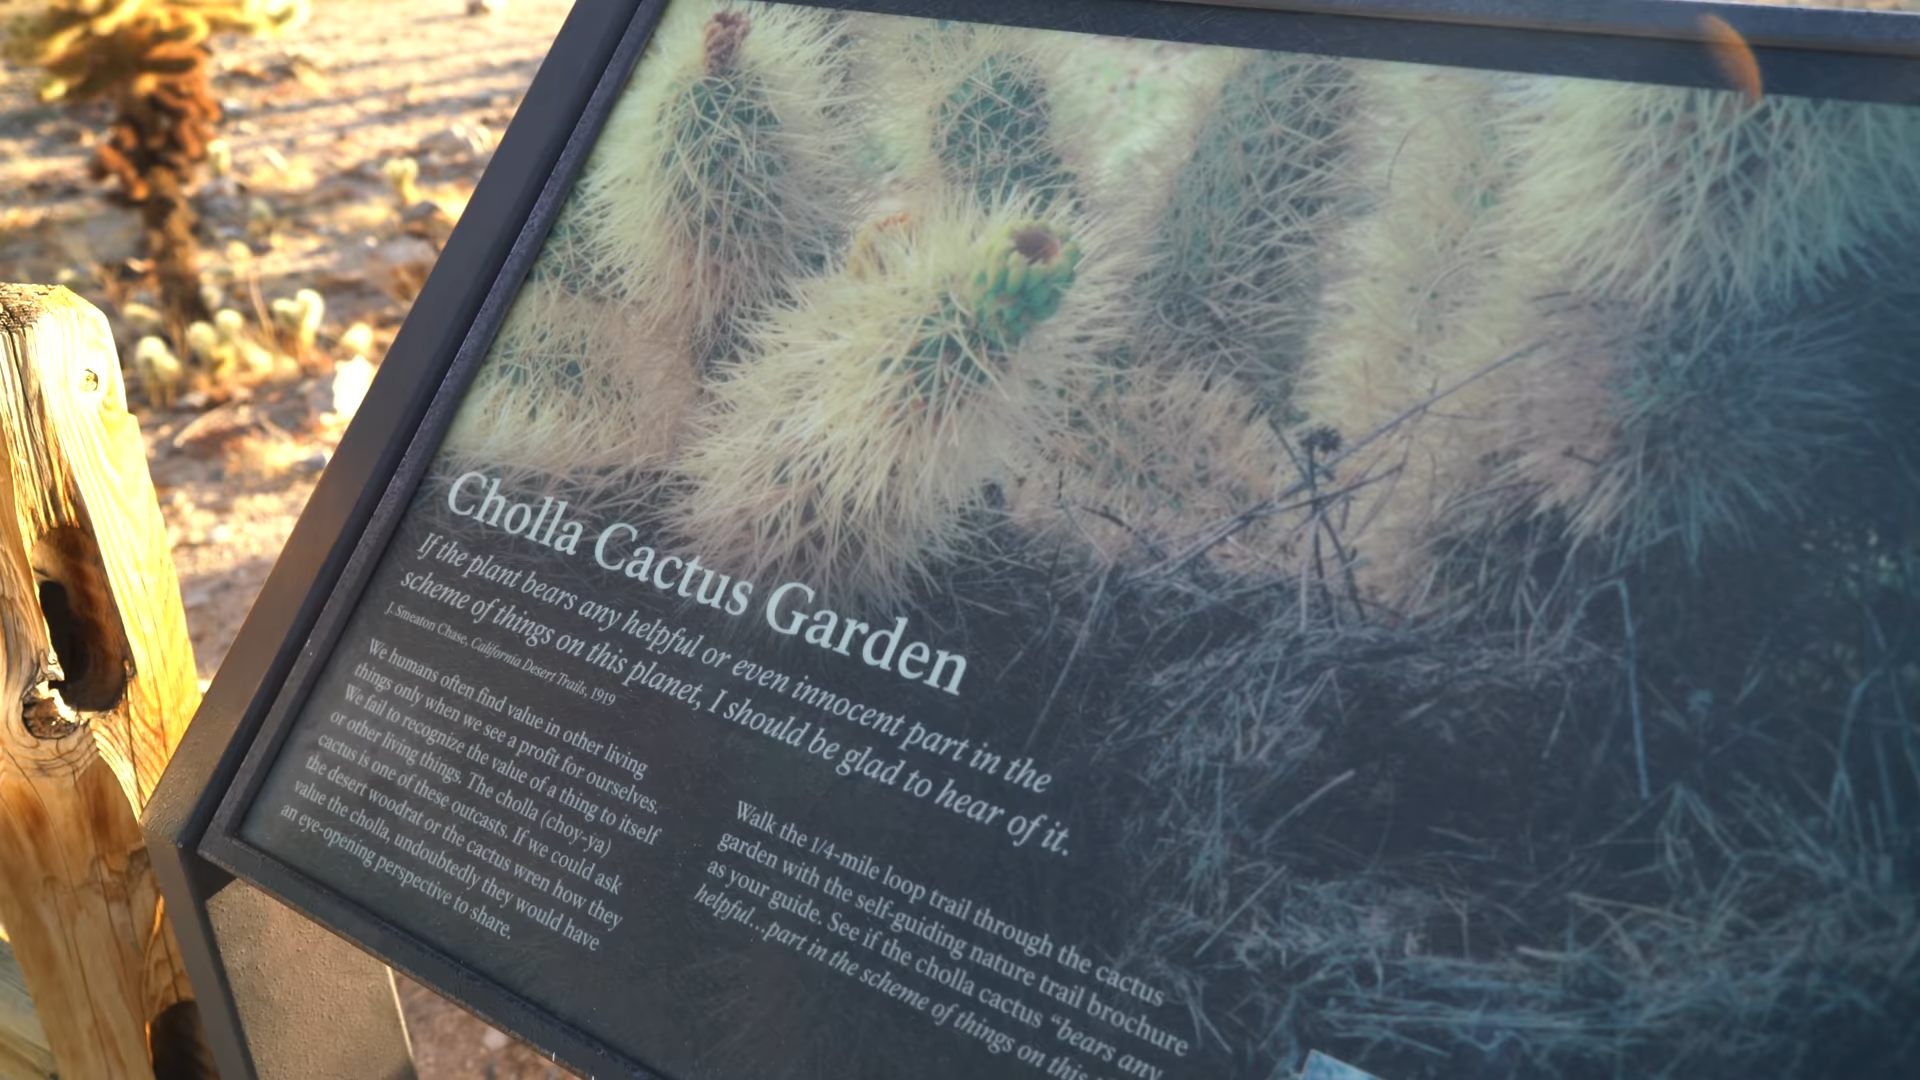 Cholla Cactus Garden
If the plant bears any helpful or even innocent part in the
scheme of things on this planet, I should be glad to hear of it.
J. Smeaton Chase, California Desert Trails, 1919
We humans often find value in other living
things only when we see a profit for ourselves.
We fail to recognize the value of a thing to itself
or other living things. The cholla (choy-ya)
cactus is one of these outcasts. If we could ask
the desert woodrat or the cactus wren how they
value the cholla, undoubtedly they would have
an eye-opening perspective to share.
Walk the 1/4-mile loop trail through the cactus
garden with the self-guiding nature trail brochure
as your guide. See if the cholla cactus “bears any
helpful...part in the scheme of things on this